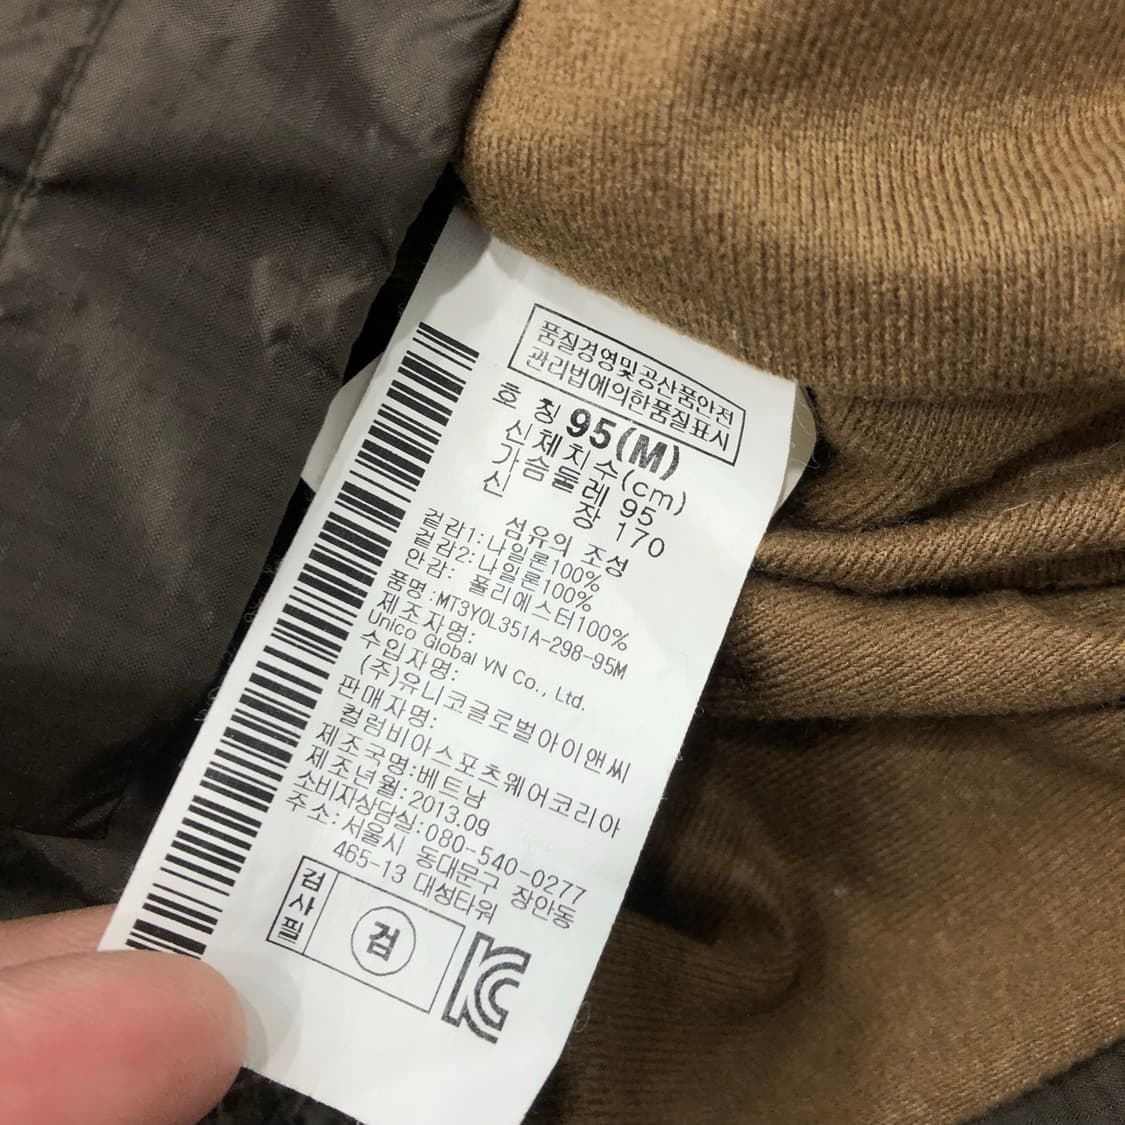 품질경영및공산품안전
관리법에의한품질표시
호 칭 95(M)
신체치수(cm)
가슴둘레 95
신 장 170
섬유의 조성
겉감1:나일론100%
겉감2:나일론100%
안감: 폴리에스터100%
품명:MT3Y0L351A-298-95M
제조자명:
Unico Global VN Co., Ltd.
수입자명:
(주)유니코글로벌아이앤씨
판매자명:
컬럼비아스포츠웨어코리아
제조국명:베트남
제조년월:2013.09
소비자상담실:080-540-0277
주소:서울시 동대문구 장안동
465-13 대성타워
검사필
검
KC